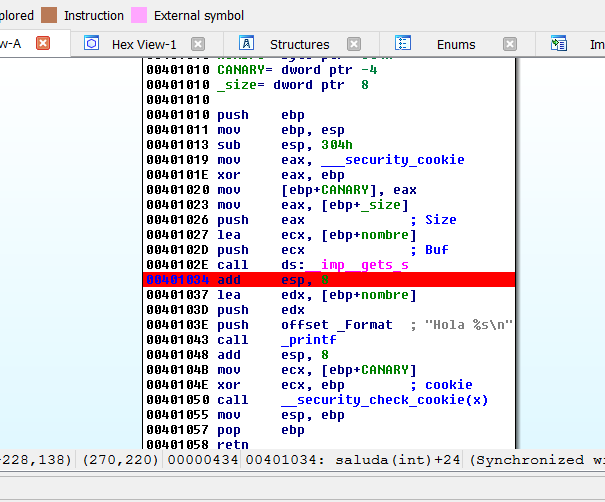 plored Instruction External symbol
w-A Hex View-1 Structures Enums Im
00401010 CANARY= dword ptr -4
00401010 _size= dword ptr  8
00401010
00401010 push    ebp
00401011 mov     ebp, esp
00401013 sub     esp, 304h
00401019 mov     eax, ___security_cookie
0040101E xor     eax, ebp
00401020 mov     [ebp+CANARY], eax
00401023 mov     eax, [ebp+_size]
00401026 push    eax             ; Size
00401027 lea     ecx, [ebp+nombre]
0040102D push    ecx             ; Buf
0040102E call    ds:__imp__gets_s
00401034 add     esp, 8
00401037 lea     edx, [ebp+nombre]
0040103D push    edx
0040103E push    offset _Format  ; "Hola %s\n"
00401043 call    _printf
00401048 add     esp, 8
0040104B mov     ecx, [ebp+CANARY]
0040104E xor     ecx, ebp        ; cookie
00401050 call    __security_check_cookie(x)
00401055 mov     esp, ebp
00401057 pop     ebp
00401058 retn
-228,138) (270,220) 00000434 00401034: saluda(int)+24 (Synchronized wi